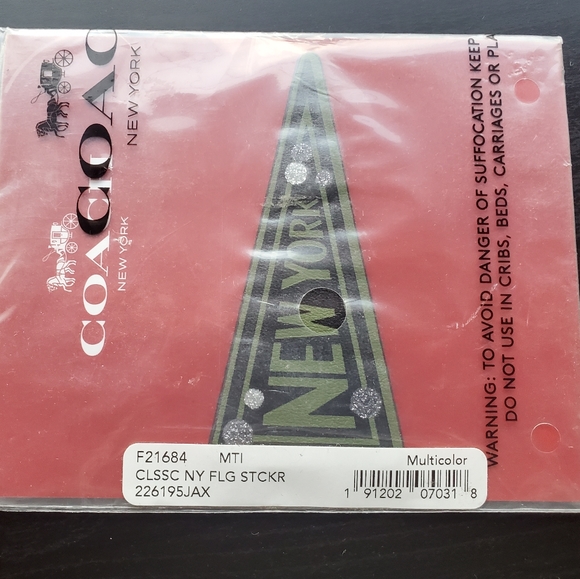 COAC
NEW YORK
COACH
NEW YORK
NEW YORK
WARNING: TO AVOID DANGER OF SUFFOCATION KEEP
DO NOT USE IN CRIBS, BEDS, CARRIAGES OR PLA
F21684 MTI Multicolor
CLSSC NY FLG STCKR
226195JAX
1 91202 07031 8